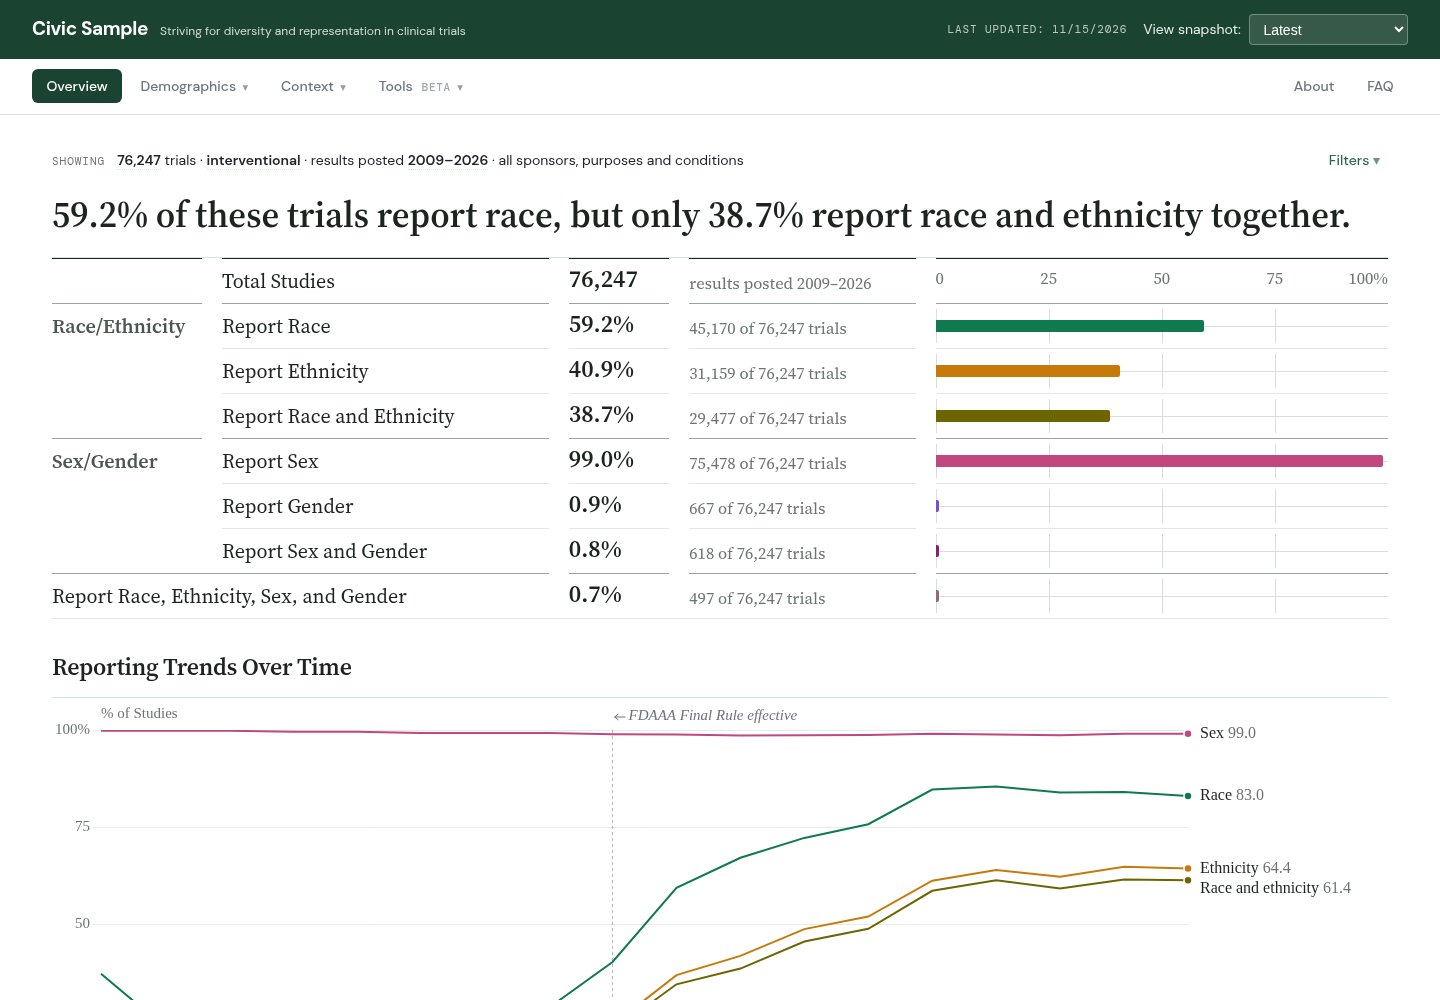 Civic Sample Striving for diversity and representation in clinical trials LAST UPDATED: 11/15/2026 View snapshot: Latest
Overview Demographics ▾ Context ▾ Tools BETA ▾ About FAQ
SHOWING 76,247 trials · interventional · results posted 2009–2026 · all sponsors, purposes and conditions Filters ▾
59.2% of these trials report race, but only 38.7% report race and ethnicity together.
Total Studies 76,247 results posted 2009–2026 0 25 50 75 100%
Race/Ethnicity Report Race 59.2% 45,170 of 76,247 trials
Report Ethnicity 40.9% 31,159 of 76,247 trials
Report Race and Ethnicity 38.7% 29,477 of 76,247 trials
Sex/Gender Report Sex 99.0% 75,478 of 76,247 trials
Report Gender 0.9% 667 of 76,247 trials
Report Sex and Gender 0.8% 618 of 76,247 trials
Report Race, Ethnicity, Sex, and Gender 0.7% 497 of 76,247 trials
Reporting Trends Over Time
% of Studies ← FDAAA Final Rule effective
100% Sex 99.0
Race 83.0
75
Ethnicity 64.4
Race and ethnicity 61.4
50